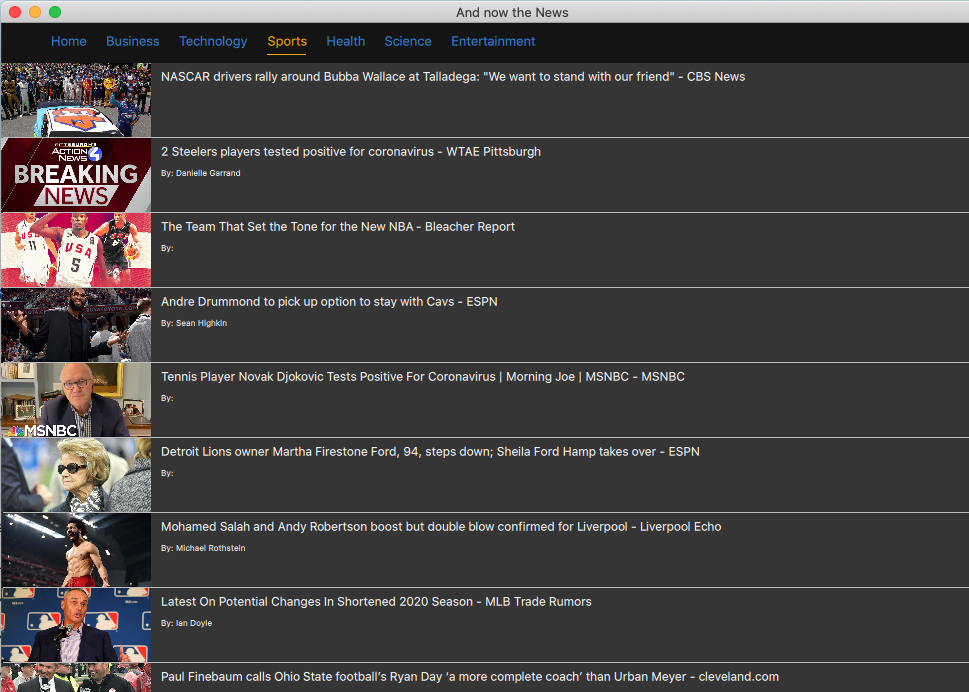 And now the News
Home Business Technology Sports Health Science Entertainment
NASCAR drivers rally around Bubba Wallace at Talladega: "We want to stand with our friend" - CBS News
PITTSBURGH'S
ACTION
NEWS 4
BREAKING
NEWS
2 Steelers players tested positive for coronavirus - WTAE Pittsburgh
By: Danielle Garrand
USA
11
USA
5
The Team That Set the Tone for the New NBA - Bleacher Report
By:
Andre Drummond to pick up option to stay with Cavs - ESPN
By: Sean Highkin
MSNBC
Tennis Player Novak Djokovic Tests Positive For Coronavirus | Morning Joe | MSNBC - MSNBC
By:
Detroit Lions owner Martha Firestone Ford, 94, steps down; Sheila Ford Hamp takes over - ESPN
By:
Mohamed Salah and Andy Robertson boost but double blow confirmed for Liverpool - Liverpool Echo
By: Michael Rothstein
Latest On Potential Changes In Shortened 2020 Season - MLB Trade Rumors
By: Ian Doyle
Paul Finebaum calls Ohio State football’s Ryan Day ‘a more complete coach’ than Urban Meyer - cleveland.com